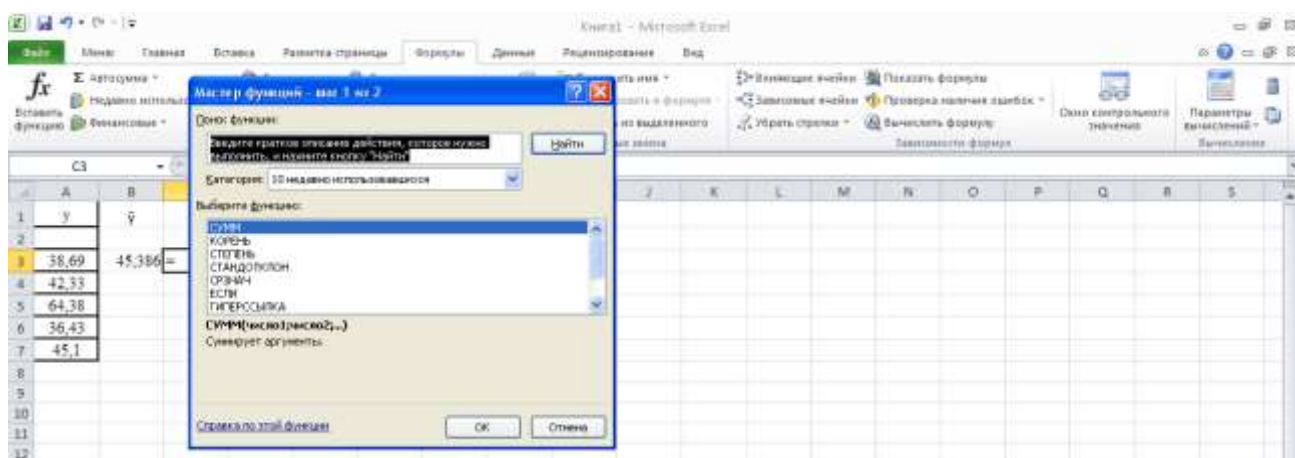 Книга1 - Microsoft Excel
Файл Меню Главная Вставка Разметка страницы Формулы Данные Рецензирование Вид
fx Вставить функцию
Σ Автосумма
Недавно использ
Финансовые
Влияющие ячейки
Зависимые ячейки
Убрать стрелки
Показать формулы
Проверка наличия ошибок
Вычислить формулу
Зависимости формул
Окно контрольного значения
Параметры вычислений
Вычисление
C3
Мастер функций - шаг 1 из 2
Поиск функции:
Введите краткое описание действия, которое нужно
выполнить, и нажмите кнопку "Найти"
Найти
Категория: 10 недавно использовавшихся
Выберите функцию:
СУММ
КОРЕНЬ
СТЕПЕНЬ
СТАНДОТКЛОН
СРЗНАЧ
ЕСЛИ
ГИПЕРССЫЛКА
СУММ(число1;число2;...)
Суммирует аргументы.
Справка по этой функции
ОК Отмена
A B J K L M N O P Q R S
1 y ȳ
2
3 38,69 45,386 =
4 42,33
5 64,38
6 36,43
7 45,1
8
9
10
11
12